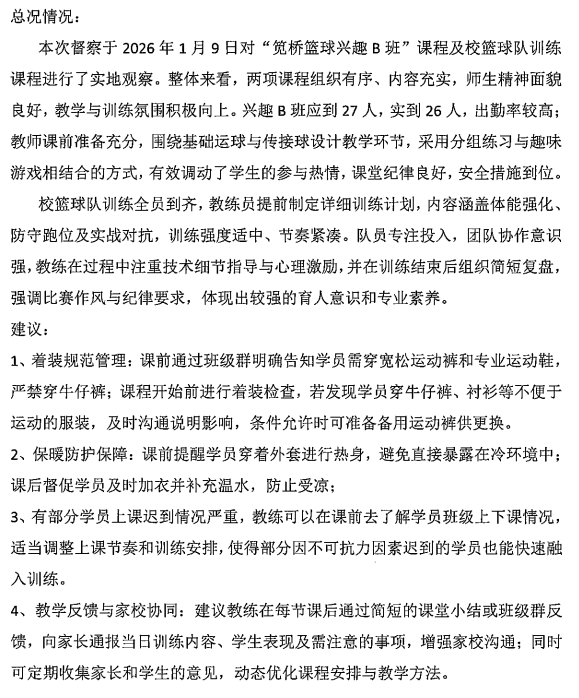 总况情况：
本次督察于 2026 年 1 月 9 日对“笕桥篮球兴趣 B 班”课程及校篮球队训练
课程进行了实地观察。整体来看，两项课程组织有序、内容充实，师生精神面貌
良好，教学与训练氛围积极向上。兴趣 B 班应到 27 人，实到 26 人，出勤率较高；
教师课前准备充分，围绕基础运球与传接球设计教学环节，采用分组练习与趣味
游戏相结合的方式，有效调动了学生的参与热情，课堂纪律良好，安全措施到位。
校篮球队训练全员到齐，教练员提前制定详细训练计划，内容涵盖体能强化、
防守跑位及实战对抗，训练强度适中、节奏紧凑。队员专注投入，团队协作意识
强，教练在过程中注重技术细节指导与心理激励，并在训练结束后组织简短复盘，
强调比赛作风与纪律要求，体现出较强的育人意识和专业素养。
建议：
1、着装规范管理：课前通过班级群明确告知学员需穿宽松运动裤和专业运动鞋，
严禁穿牛仔裤；课程开始前进行着装检查，若发现学员穿牛仔裤、衬衫等不便于
运动的服装，及时沟通说明影响，条件允许时可准备备用运动裤供更换。
2、保暖防护保障：课前提醒学员穿着外套进行热身，避免直接暴露在冷环境中；
课后督促学员及时加衣并补充温水，防止受凉；
3、有部分学员上课迟到情况严重，教练可以在课前去了解学员班级上下课情况，
适当调整上课节奏和训练安排，使得部分因不可抗力因素迟到的学员也能快速融
入训练。
4、教学反馈与家校协同：建议教练在每节课后通过简短的课堂小结或班级群反
馈，向家长通报当日训练内容、学生表现及需注意的事项，增强家校沟通；同时
可定期收集家长和学生的意见，动态优化课程安排与教学方法。